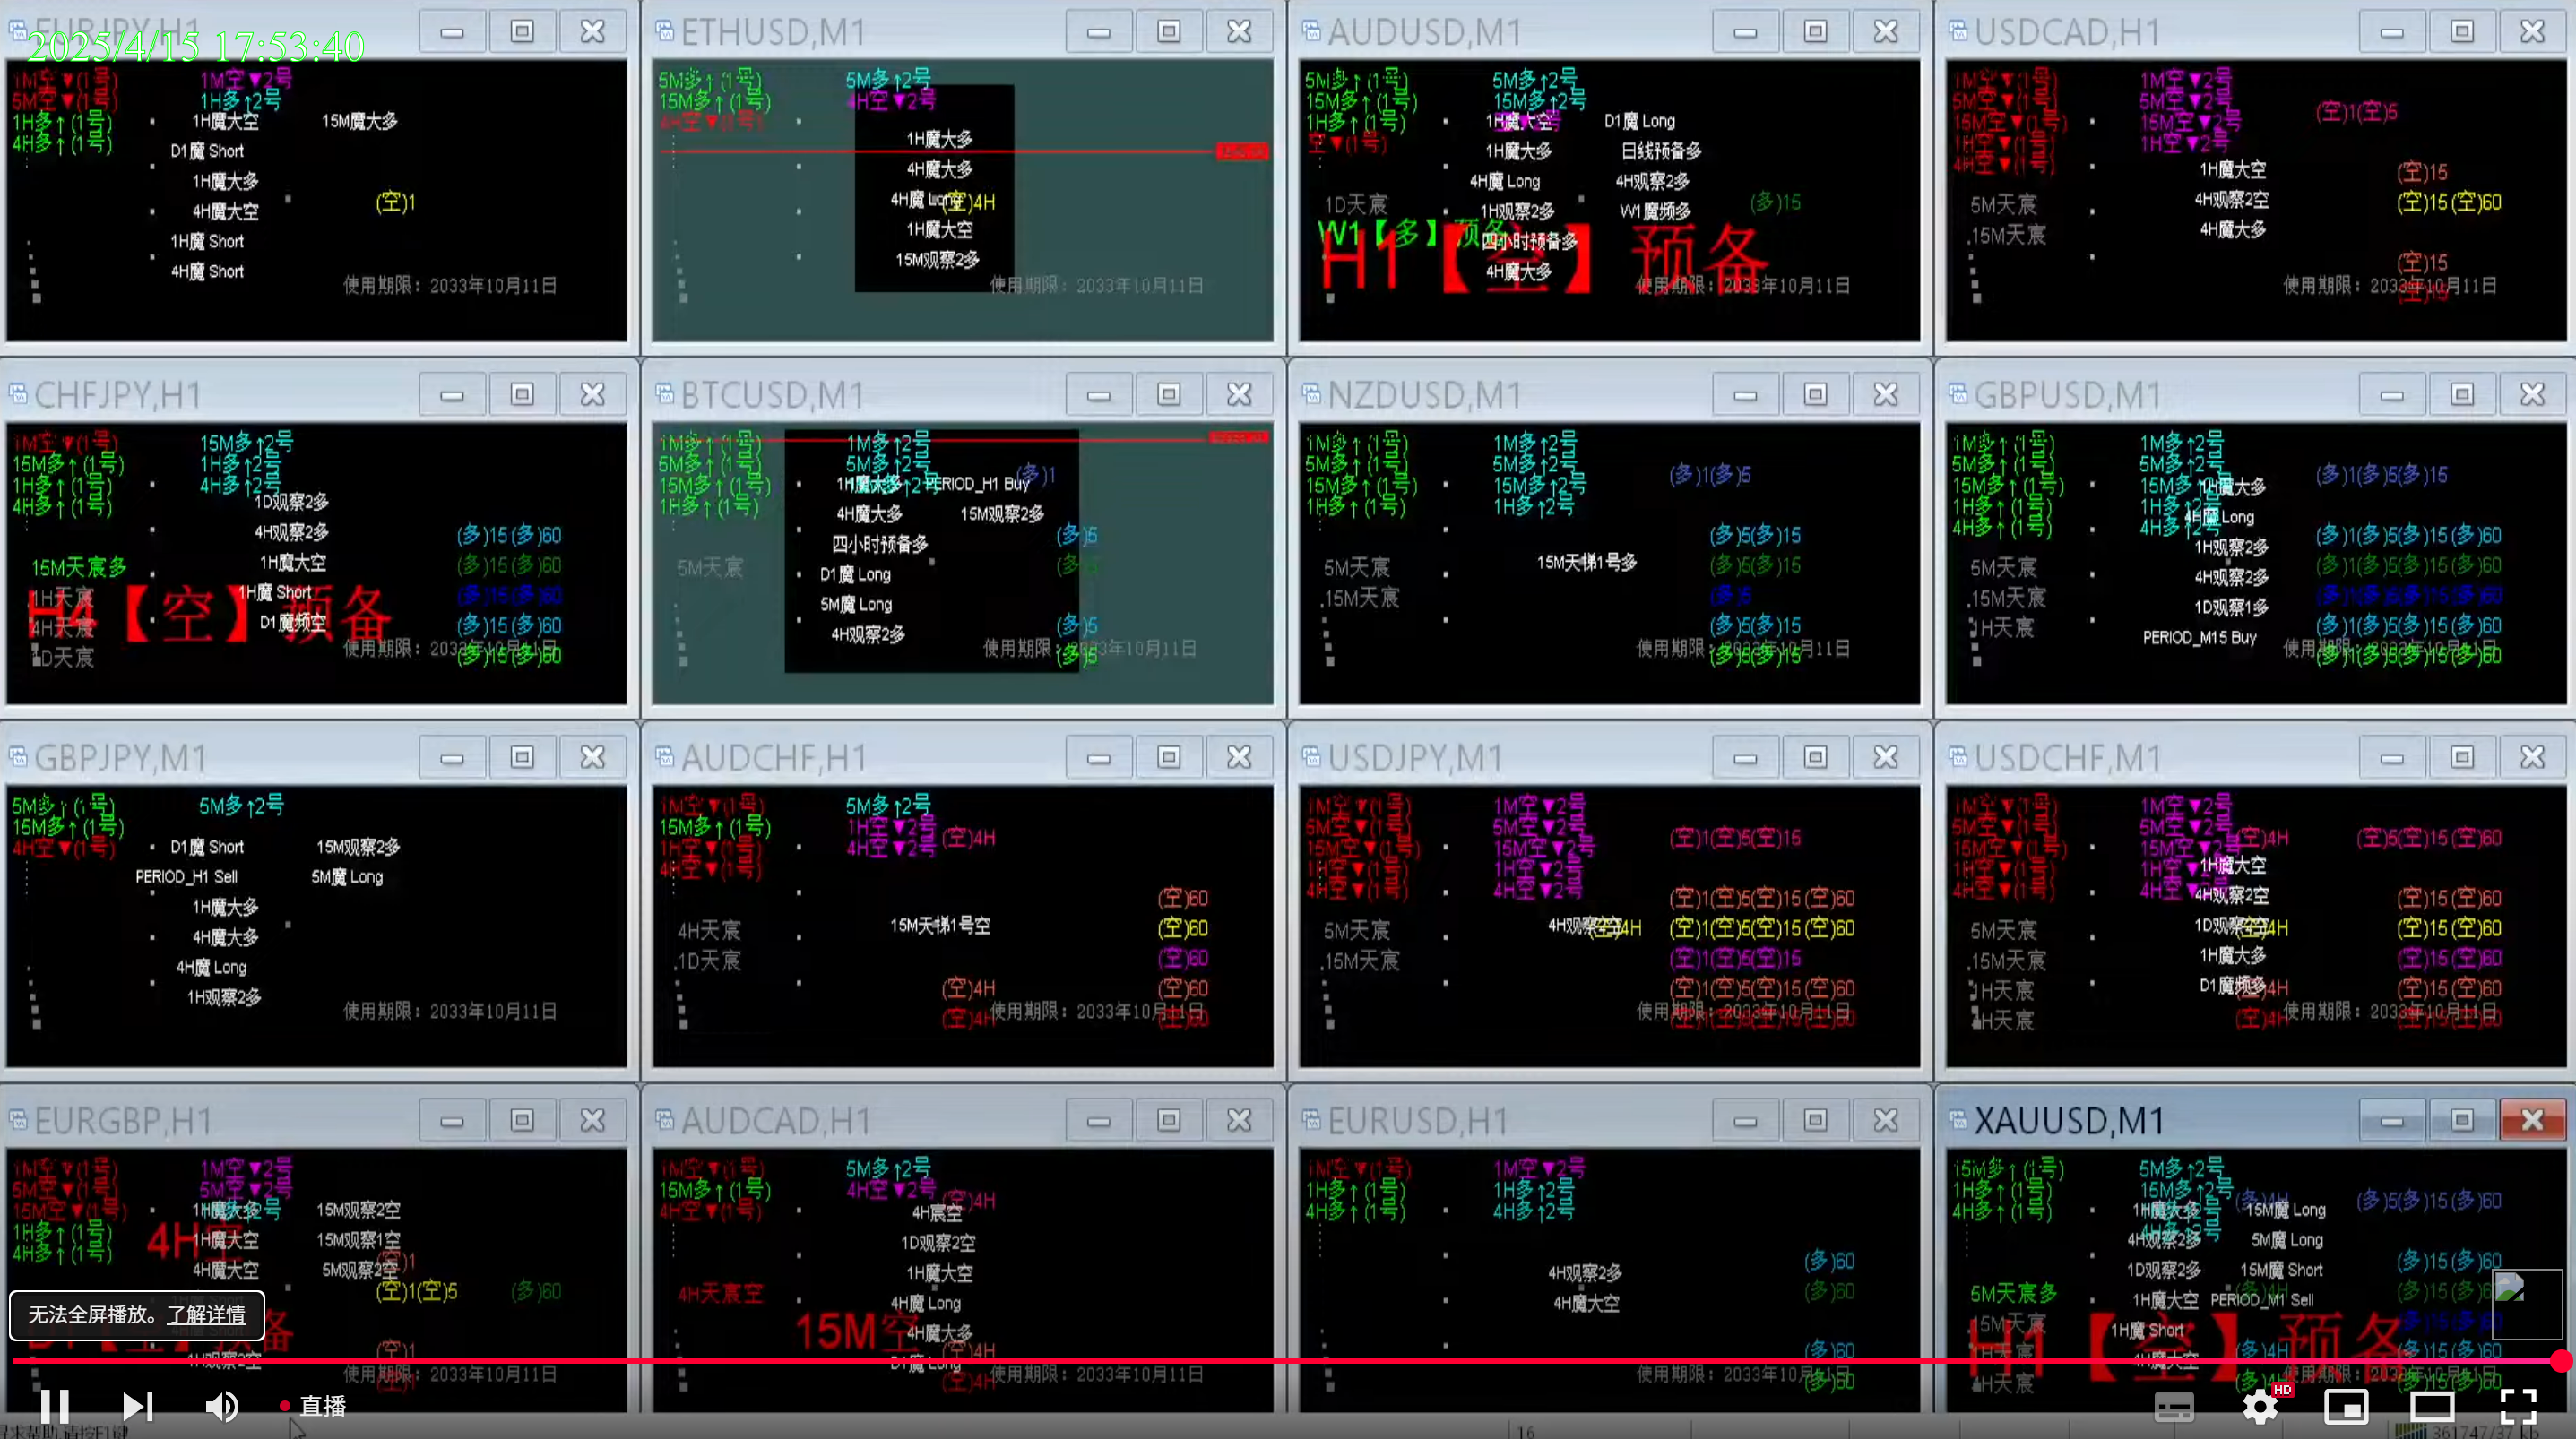 EURJPY,H1
2025/4/15 17:53:40
1M空▼(1号) 1M空▼2号
5M空▼(1号) 1H多↑2号
1H多↑(1号) 1H魔大空 15M魔大多
4H多↑(1号)
D1魔 Short
1H魔大多
4H魔大空 (空)1
1H魔 Short
4H魔 Short
使用期限: 2033年10月11日
ETHUSD,M1
5M多↑(1号) 5M多↑2号
15M多↑(1号) 4H空▼2号
4H空▼(1号)
1H魔大多
4H魔大多
4H魔 Long (空)4H
1H魔大空
15M观察2多
使用期限: 2033年10月11日
AUDUSD,M1
5M多↑(1号) 5M多↑2号
15M多↑(1号) 15M多↑2号
1H多↑(1号) 1H魔大空 D1魔 Long
空▼(1号) 1H魔大多 日线预备多
4H魔 Long 4H观察2多
1D天宸 1H观察2多 W1魔频多 (多)15
W1【多】预备 四小时预备多
H1【空】预备
4H魔大多
使用期限: 2033年10月11日
USDCAD,H1
1M空▼(1号) 1M空▼2号
5M空▼(1号) 5M空▼2号 (空)1(空)5
15M空▼(1号) 15M空▼2号
1H空▼(1号) 1H空▼2号
4H空▼(1号) 1H魔大空 (空)15
5M天宸 4H观察2空 (空)15(空)60
15M天宸 4H魔大多
(空)15
使用期限: 2033年10月11日
(空)15
CHFJPY,H1
1M空▼(1号) 15M多↑2号
15M多↑(1号) 1H多↑2号
1H多↑(1号) 4H多↑2号
4H多↑(1号) 1D观察2多
4H观察2多 (多)15(多)60
15M天宸多 1H魔大空 (多)15(多)60
1H天宸 1H魔 Short (多)15(多)60
H4【空】预备
4H天宸 D1魔频空 (多)15(多)60
1D天宸 使用期限: 2033年10月11日
(多)15(多)60
BTCUSD,M1
1M多↑(1号) 1M多↑2号
5M多↑(1号) 5M多↑2号 (多)1
15M多↑(1号) 1H魔大多 PERIOD_H1 Buy
1H多↑(1号) 4H魔大多 15M观察2多
四小时预备多 (多)5
5M天宸 D1魔 Long
5M魔 Long
4H观察2多 (多)5
使用期限: 2033年10月11日
(多)5
NZDUSD,M1
1M多↑(1号) 1M多↑2号
5M多↑(1号) 5M多↑2号 (多)1(多)5
15M多↑(1号) 15M多↑2号
1H多↑(1号) 1H多↑2号
(多)5(多)15
5M天宸 15M天梯1号多 (多)5(多)15
15M天宸 (多)5
(多)5(多)15
使用期限: 2033年10月11日
(多)5(多)15
GBPUSD,M1
1M多↑(1号) 1M多↑2号
5M多↑(1号) 5M多↑2号 (多)1(多)5(多)15
15M多↑(1号) 15M多↑2号 1H魔大多
1H多↑(1号) 1H多↑2号 4H魔 Long
4H多↑(1号) 4H多↑2号 (多)1(多)5(多)15(多)60
1H观察2多
5M天宸 4H观察2多 (多)1(多)5(多)15(多)60
15M天宸 1D观察1多 (多)1(多)5(多)15(多)60
1H天宸 PERIOD_M15 Buy (多)1(多)5(多)15(多)60
使用期限: 2033年10月11日
(多)1(多)5(多)15(多)60
GBPJPY,M1
5M多↑(1号) 5M多↑2号
15M多↑(1号)
4H空▼(1号) D1魔 Short 15M观察2多
PERIOD_H1 Sell 5M魔 Long
1H魔大多
4H魔大多
4H魔 Long
1H观察2多
使用期限: 2033年10月11日
AUDCHF,H1
1M空▼(1号) 5M多↑2号
15M多↑(1号) 1H空▼2号 (空)4H
1H空▼(1号) 4H空▼2号
4H空▼(1号)
(空)60
4H天宸 15M天梯1号空 (空)60
1D天宸 (空)60
(空)4H (空)60
(空)4H 使用期限: 2033年10月11日
(空)60
USDJPY,M1
1M空▼(1号) 1M空▼2号
5M空▼(1号) 5M空▼2号 (空)1(空)5(空)15
15M空▼(1号) 15M空▼2号
1H空▼(1号) 1H空▼2号
4H空▼(1号) 4H空▼2号 (空)1(空)5(空)15(空)60
5M天宸 4H观察2空 (空)4H (空)1(空)5(空)15(空)60
15M天宸 (空)1(空)5(空)15
(空)1(空)5(空)15(空)60
使用期限: 2033年10月11日
(空)1(空)5(空)15(空)60
USDCHF,M1
1M空▼(1号) 1M空▼2号
5M空▼(1号) 5M空▼2号 (空)4H (空)5(空)15(空)60
15M空▼(1号) 15M空▼2号
1H空▼(1号) 1H空▼2号 1H魔大空
4H空▼(1号) 4H空▼2号 4H观察2空 (空)15(空)60
5M天宸 1D观察2空 (空)4H (空)15(空)60
15M天宸 1H魔大多 (空)15(空)60
1H天宸 D1魔频多 (空)4H (空)15(空)60
4H天宸 (空)4H 使用期限: 2033年10月11日
(空)15(空)60
EURGBP,H1
1M空▼(1号) 1M空▼2号
5M空▼(1号) 5M空▼2号
15M空▼(1号) 1H魔大多 15M观察2空
1H多↑(1号) 4H空 1H魔大空 15M观察1空
4H多↑(1号) 4H魔大空 5M观察2空 (空)1
(空)1(空)5 (多)60
无法全屏播放。了解详情
备
1H观察2空 (空)1
使用期限: 2033年10月11日
AUDCAD,H1
1M空▼(1号) 5M多↑2号
15M多↑(1号) 4H空▼2号 (空)4H
4H空▼(1号) 4H宸空
1D观察2空
1H魔大空
4H天宸空 4H魔 Long
15M空 4H魔大多
D1魔 Long (空)4H
(空)4H 使用期限: 2033年10月11日
EURUSD,H1
1M空▼(1号) 1M空▼2号
1H多↑(1号) 1H多↑2号
4H多↑(1号) 4H多↑2号
(多)60
4H观察2多
4H魔大空 (多)60
(多)60
使用期限: 2033年10月11日
(多)60
XAUUSD,M1
15M多↑(1号) 5M多↑2号
1H多↑(1号) 15M多↑2号 (多)4H (多)5(多)15(多)60
4H多↑(1号) 1H魔大多 15M魔 Long
4H多↑2号
4H观察2多 5M魔 Long
1D观察2多 15M魔 Short (多)15(多)60
5M天宸多 1H魔大空 PERIOD_M1 Sell
15M天宸 1H魔 Short
H1【空】预备
1H天宸 4H魔大空 (多)4H (多)15(多)60
4H天宸 使用期限: 2033年10月11日
直播
HD
16
361747/37 kb